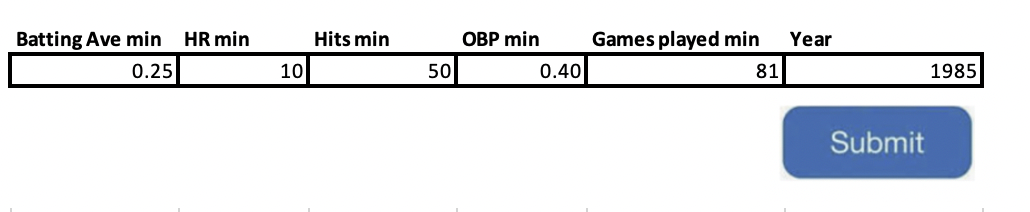 Batting Ave min HR min Hits min OBP min Games played min Year
0.25 10 50 0.40 81 1985
Submit